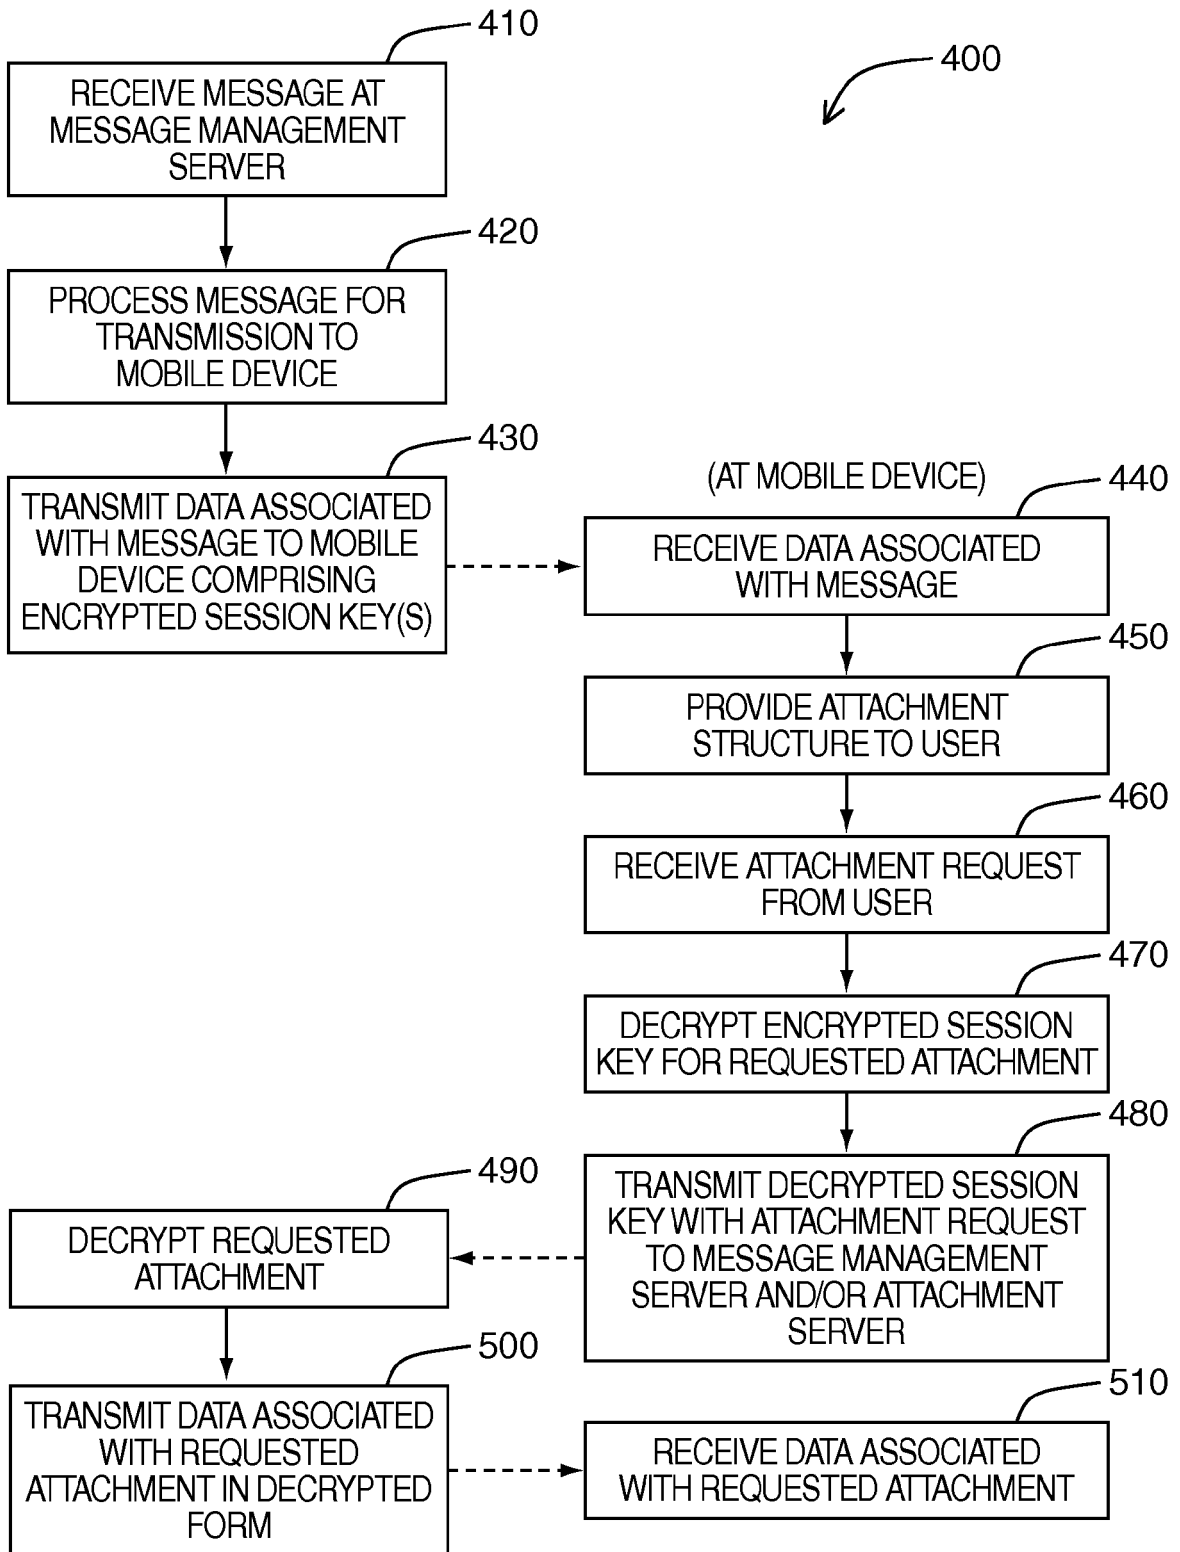 410
RECEIVE MESSAGE AT
MESSAGE MANAGEMENT
SERVER
400
420
PROCESS MESSAGE FOR
TRANSMISSION TO
MOBILE DEVICE
430
TRANSMIT DATA ASSOCIATED
WITH MESSAGE TO MOBILE
DEVICE COMPRISING
ENCRYPTED SESSION KEY(S)
(AT MOBILE DEVICE)
440
RECEIVE DATA ASSOCIATED
WITH MESSAGE
450
PROVIDE ATTACHMENT
STRUCTURE TO USER
460
RECEIVE ATTACHMENT REQUEST
FROM USER
470
DECRYPT ENCRYPTED SESSION
KEY FOR REQUESTED ATTACHMENT
480
TRANSMIT DECRYPTED SESSION
KEY WITH ATTACHMENT REQUEST
TO MESSAGE MANAGEMENT
SERVER AND/OR ATTACHMENT
SERVER
490
DECRYPT REQUESTED
ATTACHMENT
500
TRANSMIT DATA ASSOCIATED
WITH REQUESTED
ATTACHMENT IN DECRYPTED
FORM
510
RECEIVE DATA ASSOCIATED
WITH REQUESTED ATTACHMENT